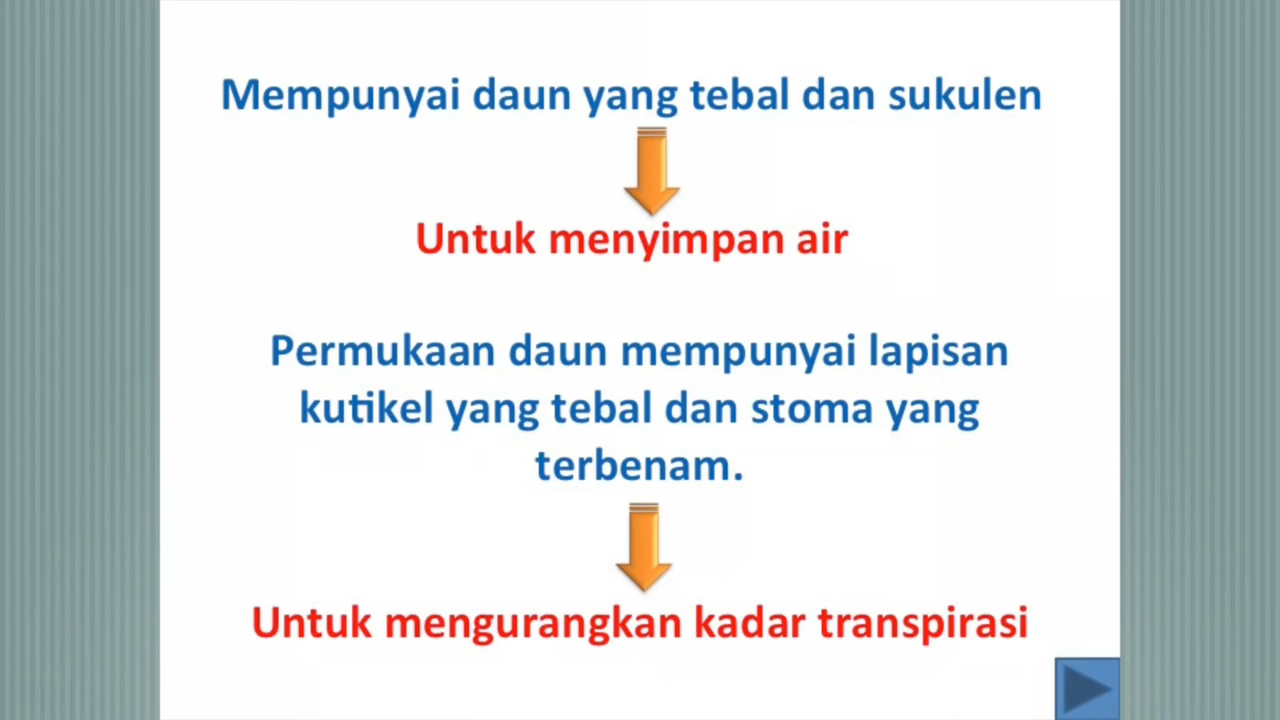 Mempunyai daun yang tebal dan sukulen
Untuk menyimpan air
Permukaan daun mempunyai lapisan
kutikel yang tebal dan stoma yang
terbenam.
Untuk mengurangkan kadar transpirasi